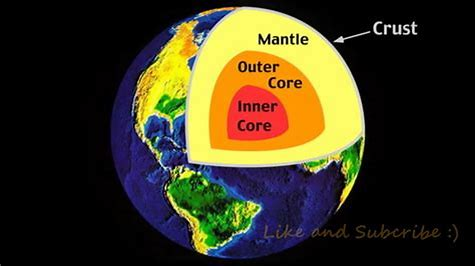 Crust
Mantle
Outer
Core
Inner
Core
Like and Subcribe :)